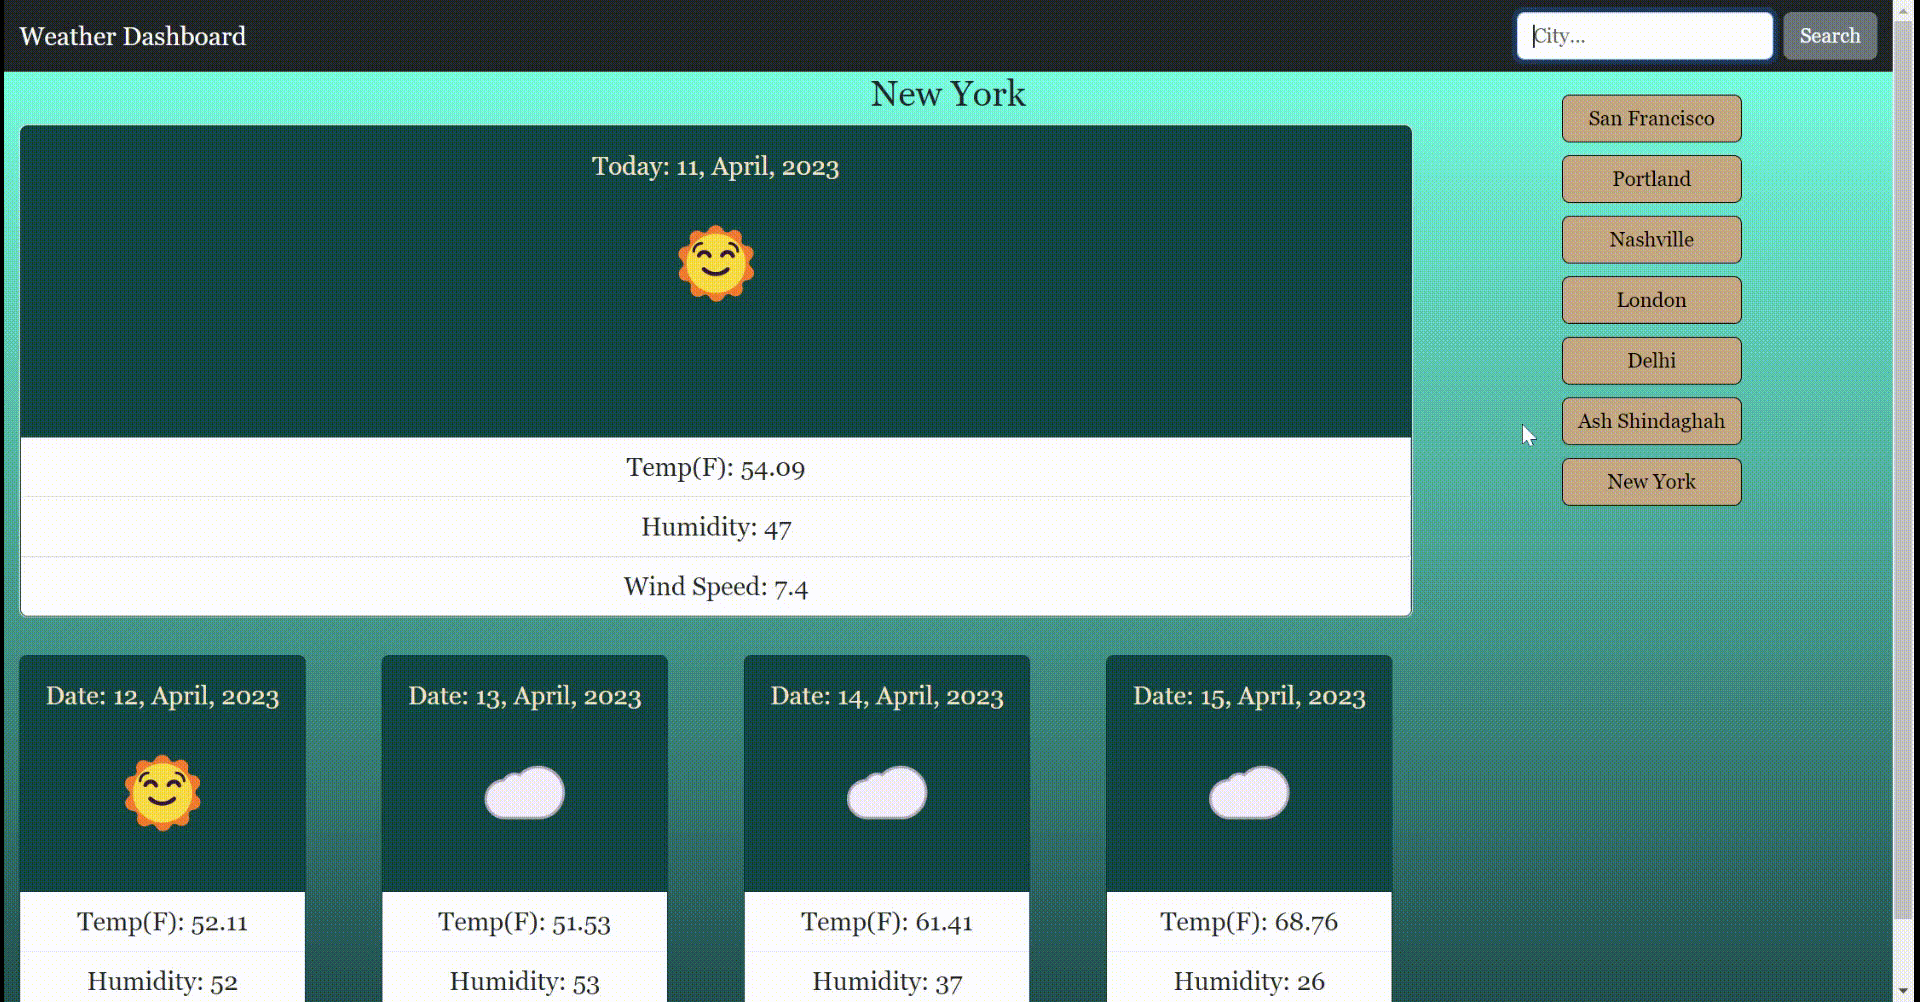 Weather Dashboard
City...
Search
New York
Today: 11, April, 2023
Temp(F): 54.09
Humidity: 47
Wind Speed: 7.4
San Francisco
Portland
Nashville
London
Delhi
Ash Shindaghah
New York
Date: 12, April, 2023
Temp(F): 52.11
Humidity: 52
Date: 13, April, 2023
Temp(F): 51.53
Humidity: 53
Date: 14, April, 2023
Temp(F): 61.41
Humidity: 37
Date: 15, April, 2023
Temp(F): 68.76
Humidity: 26